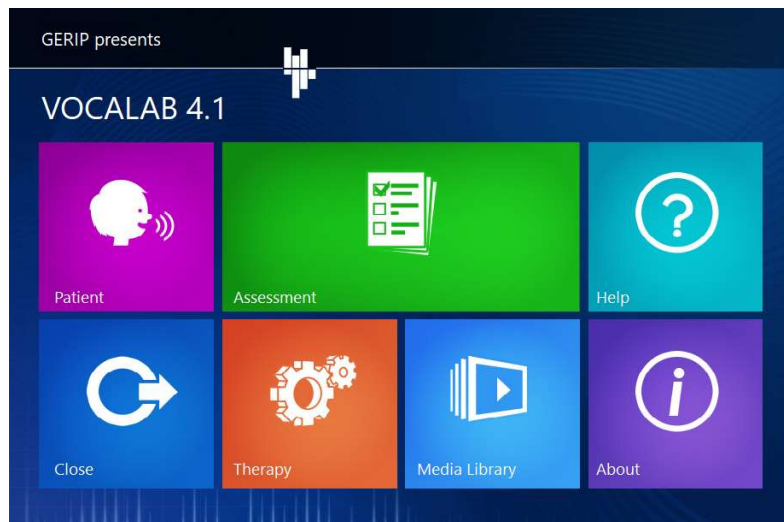 GERIP presents
VOCALAB 4.1
Patient
Assessment
Help
Close
Therapy
Media Library
About